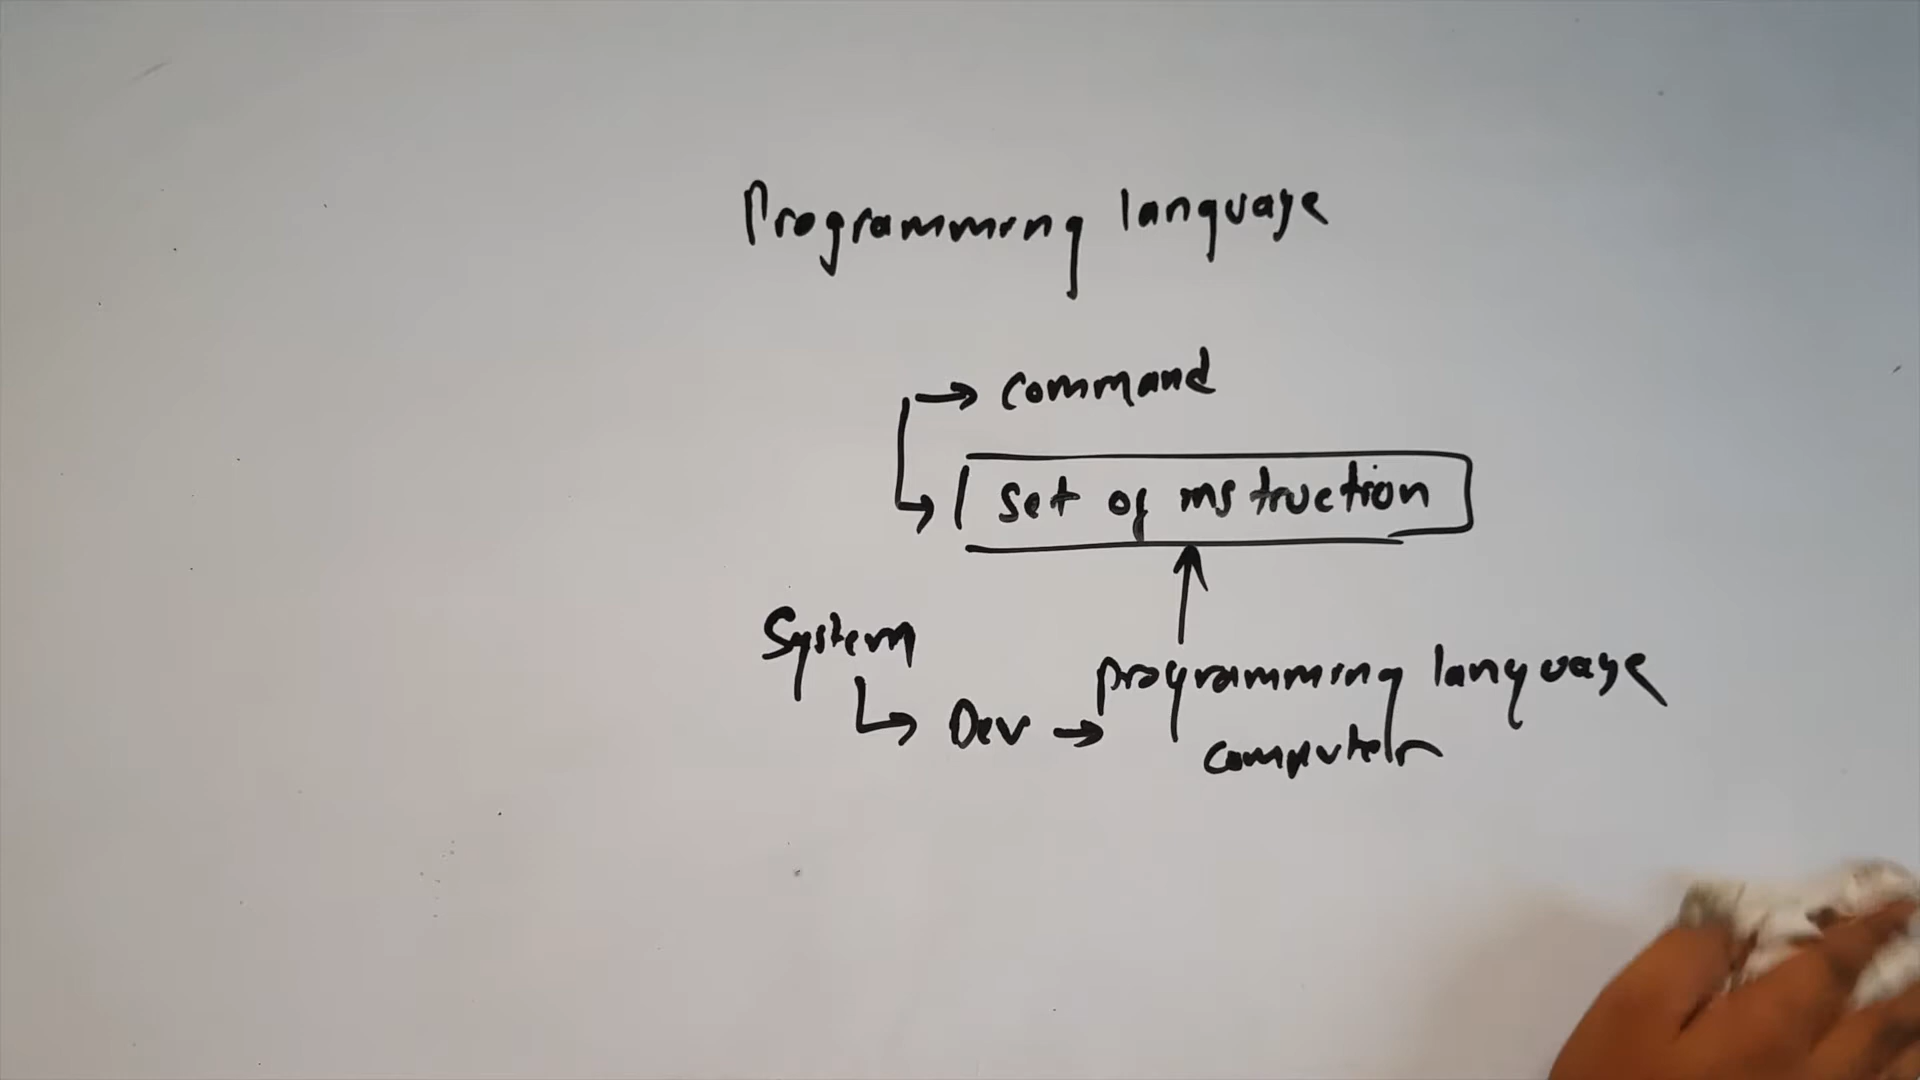 Programming language
→ command
→ set of instruction
System
programming language
→ Dev →
computer